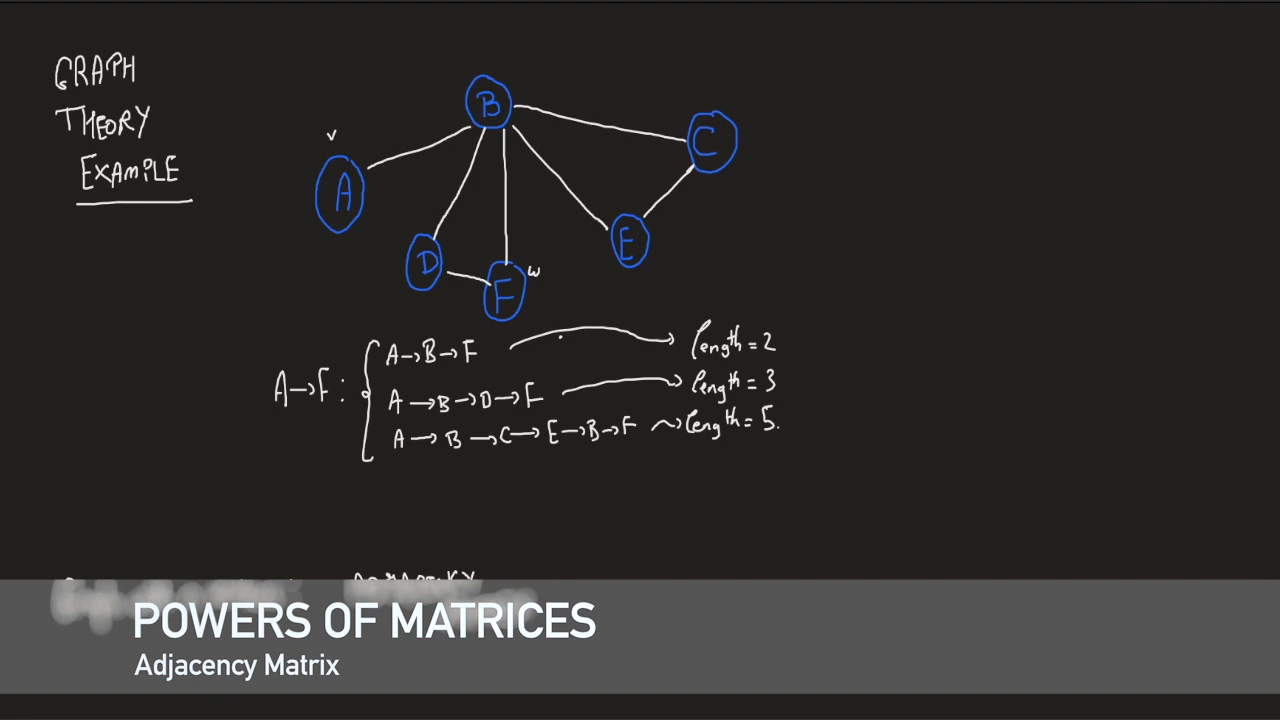 GRAPH
THEORY
EXAMPLE
B
C
v
A
E
D
F
w
A→F:
A→B→F
length = 2
A→B→D→F
length = 3
A→B→C→E→B→F
length = 5.
POWERS OF MATRICES
Adjacency Matrix